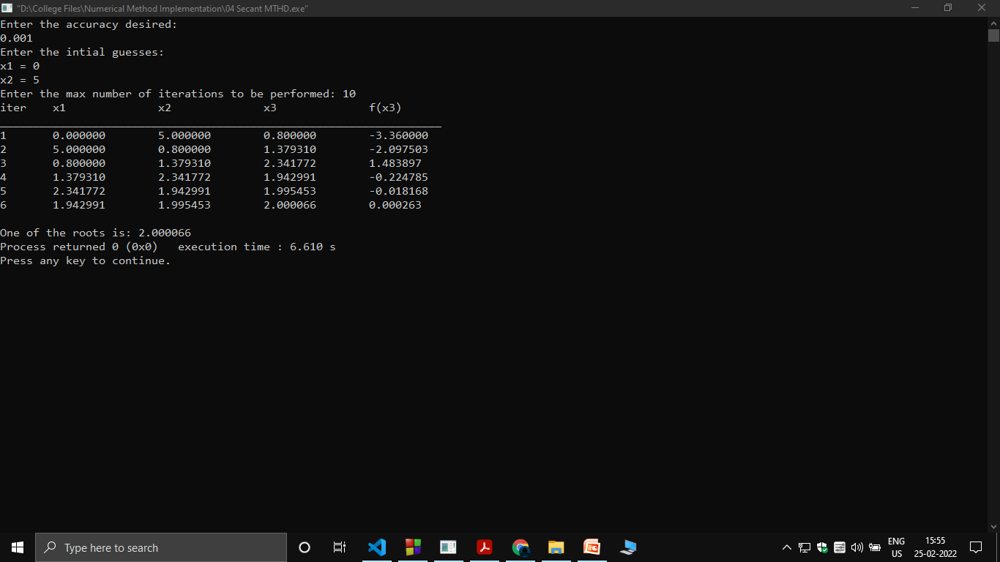 "D:\College Files\Numerical Method Implementation\04 Secant MTHD.exe"
Enter the accuracy desired:
0.001
Enter the intial guesses:
x1 = 0
x2 = 5
Enter the max number of iterations to be performed: 10
iter x1 x2 x3 f(x3)
1 0.000000 5.000000 0.800000 -3.360000
2 5.000000 0.800000 1.379310 -2.097503
3 0.800000 1.379310 2.341772 1.483897
4 1.379310 2.341772 1.942991 -0.224785
5 2.341772 1.942991 1.995453 -0.018168
6 1.942991 1.995453 2.000066 0.000263
One of the roots is: 2.000066
Process returned 0 (0x0) execution time : 6.610 s
Press any key to continue.
Type here to search
ENG
US
15:55
25-02-2022